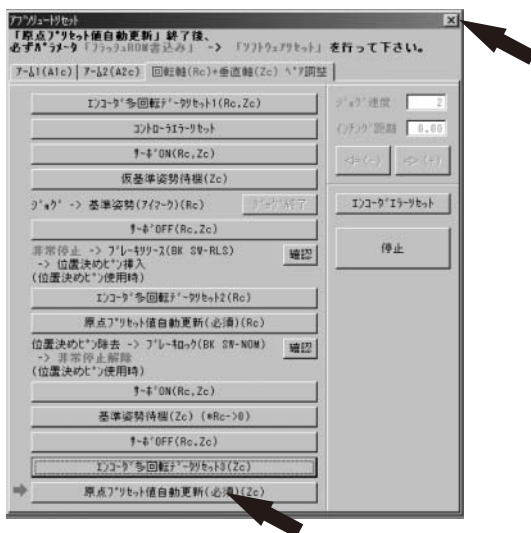 アブソリュートリセット
「原点プリセット値自動更新」終了後、
必ずパラメータ「フラッシュROM書込み」 -> 「ソフトウェアリセット」 を行って下さい。
アーム1(A1c) アーム2(A2c) 回転軸(Rc)+垂直軸(Zc) ペア調整
エンコーダ多回転データリセット1(Rc,Zc)
コントローラエラーリセット
サーボON(Rc,Zc)
仮基準姿勢待機(Zc)
ジョグ -> 基準姿勢(アイマーク)(Rc) ジョグ終了
サーボOFF(Rc,Zc)
非常停止 -> ブレーキリリース(BK SW-RLS) 確認
-> 位置決めピン挿入
(位置決めピン使用時)
エンコーダ多回転データリセット2(Rc)
原点プリセット値自動更新(必須)(Rc)
位置決めピン除去 -> ブレーキロック(BK SW-NOM) 確認
-> 非常停止解除
(位置決めピン使用時)
サーボON(Rc,Zc)
基準姿勢待機(Zc) (*Rc->0)
サーボOFF(Rc,Zc)
エンコーダ多回転データリセット3(Zc)
原点プリセット値自動更新(必須)(Zc)
ジョグ速度 2
インチング距離 0.00
<=(-) =>(+)
エンコーダエラーリセット
停止